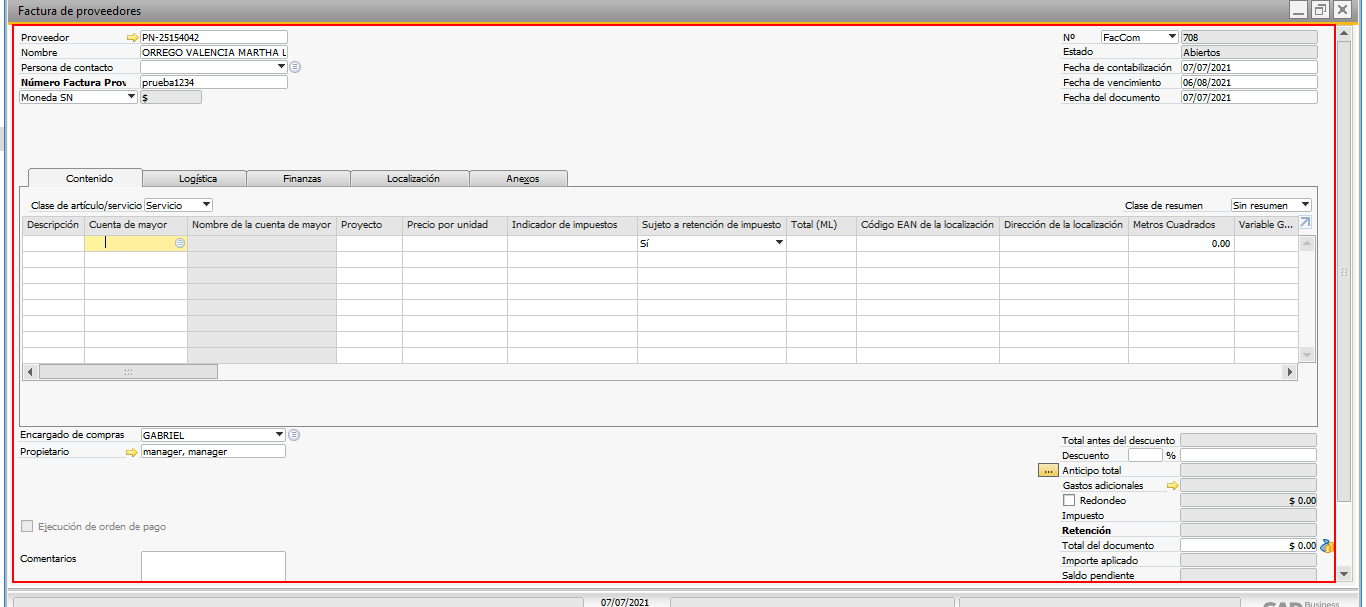 Factura de proveedores
Proveedor PN-25154042
Nombre ORREGO VALENCIA MARTHA L
Persona de contacto
Número Factura Prov prueba1234
Moneda SN $
Nº FacCom 708
Estado Abiertos
Fecha de contabilización 07/07/2021
Fecha de vencimiento 06/08/2021
Fecha del documento 07/07/2021
Contenido Logística Finanzas Localización Anexos
Clase de artículo/servicio Servicio Clase de resumen Sin resumen
Descripción Cuenta de mayor Nombre de la cuenta de mayor Proyecto Precio por unidad Indicador de impuestos Sujeto a retención de impuesto Total (ML) Código EAN de la localización Dirección de la localización Metros Cuadrados Variable G...
Sí 0.00
Encargado de compras GABRIEL
Propietario manager, manager
Ejecución de orden de pago
Comentarios
Total antes del descuento
Descuento %
... Anticipo total
Gastos adicionales
Redondeo $ 0.00
Impuesto
Retención
Total del documento $ 0.00
Importe aplicado
Saldo pendiente
07/07/2021
SAP Business